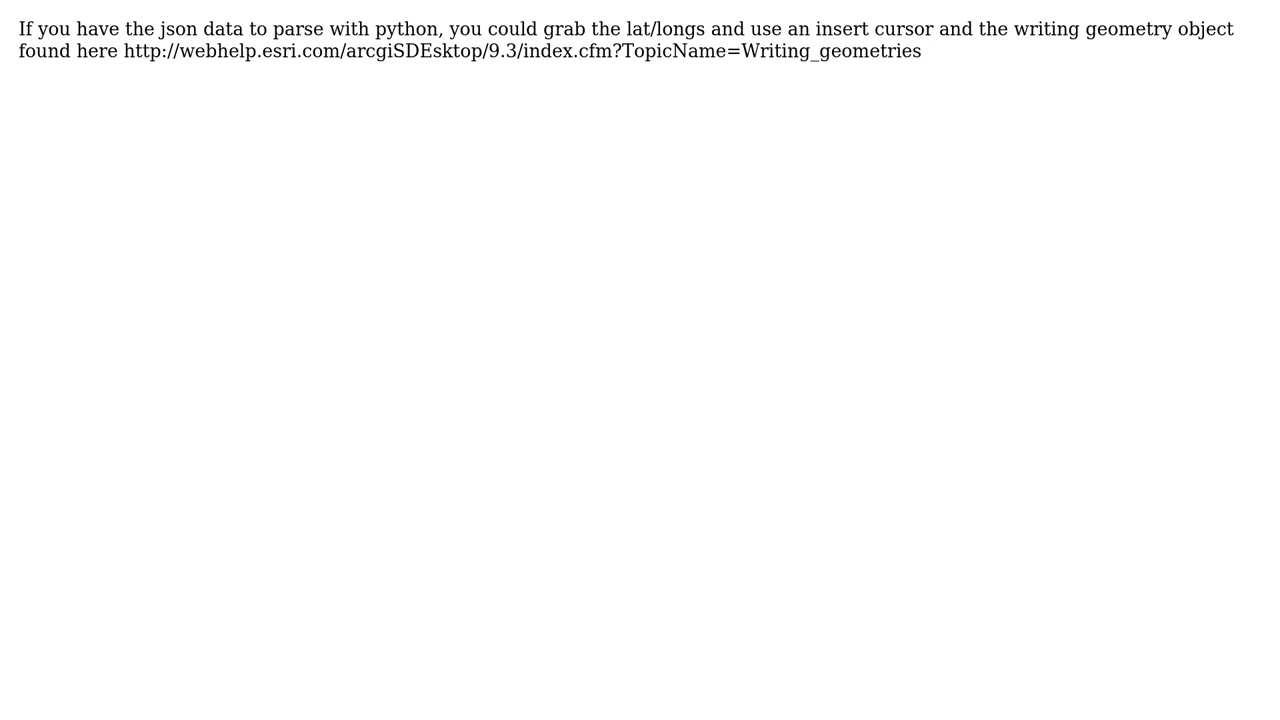 If you have the json data to parse with python, you could grab the lat/longs and use an insert cursor and the writing geometry object
found here http://webhelp.esri.com/arcgiSDEsktop/9.3/index.cfm?TopicName=Writing_geometries